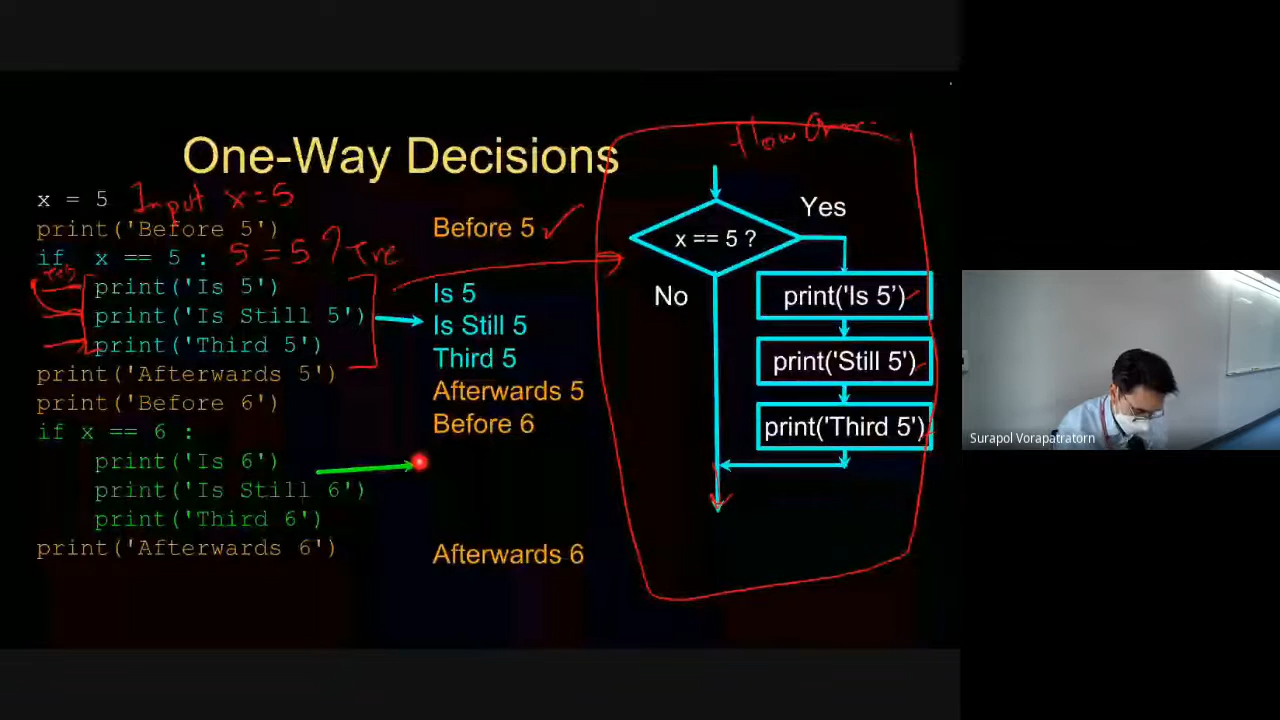 One-Way Decisions
x = 5
Input x=5
print('Before 5')
if x == 5 :
5 = 5 ?
print('Is 5')
print('Is Still 5')
print('Third 5')
print('Afterwards 5')
print('Before 6')
if x == 6 :
print('Is 6')
print('Is Still 6')
print('Third 6')
print('Afterwards 6')
Before 5
Is 5
Is Still 5
Third 5
Afterwards 5
Before 6
Afterwards 6
flow
x == 5 ?
Yes
No
print('Is 5’)
print('Still 5')
print('Third 5')
Surapol Vorapatratorn